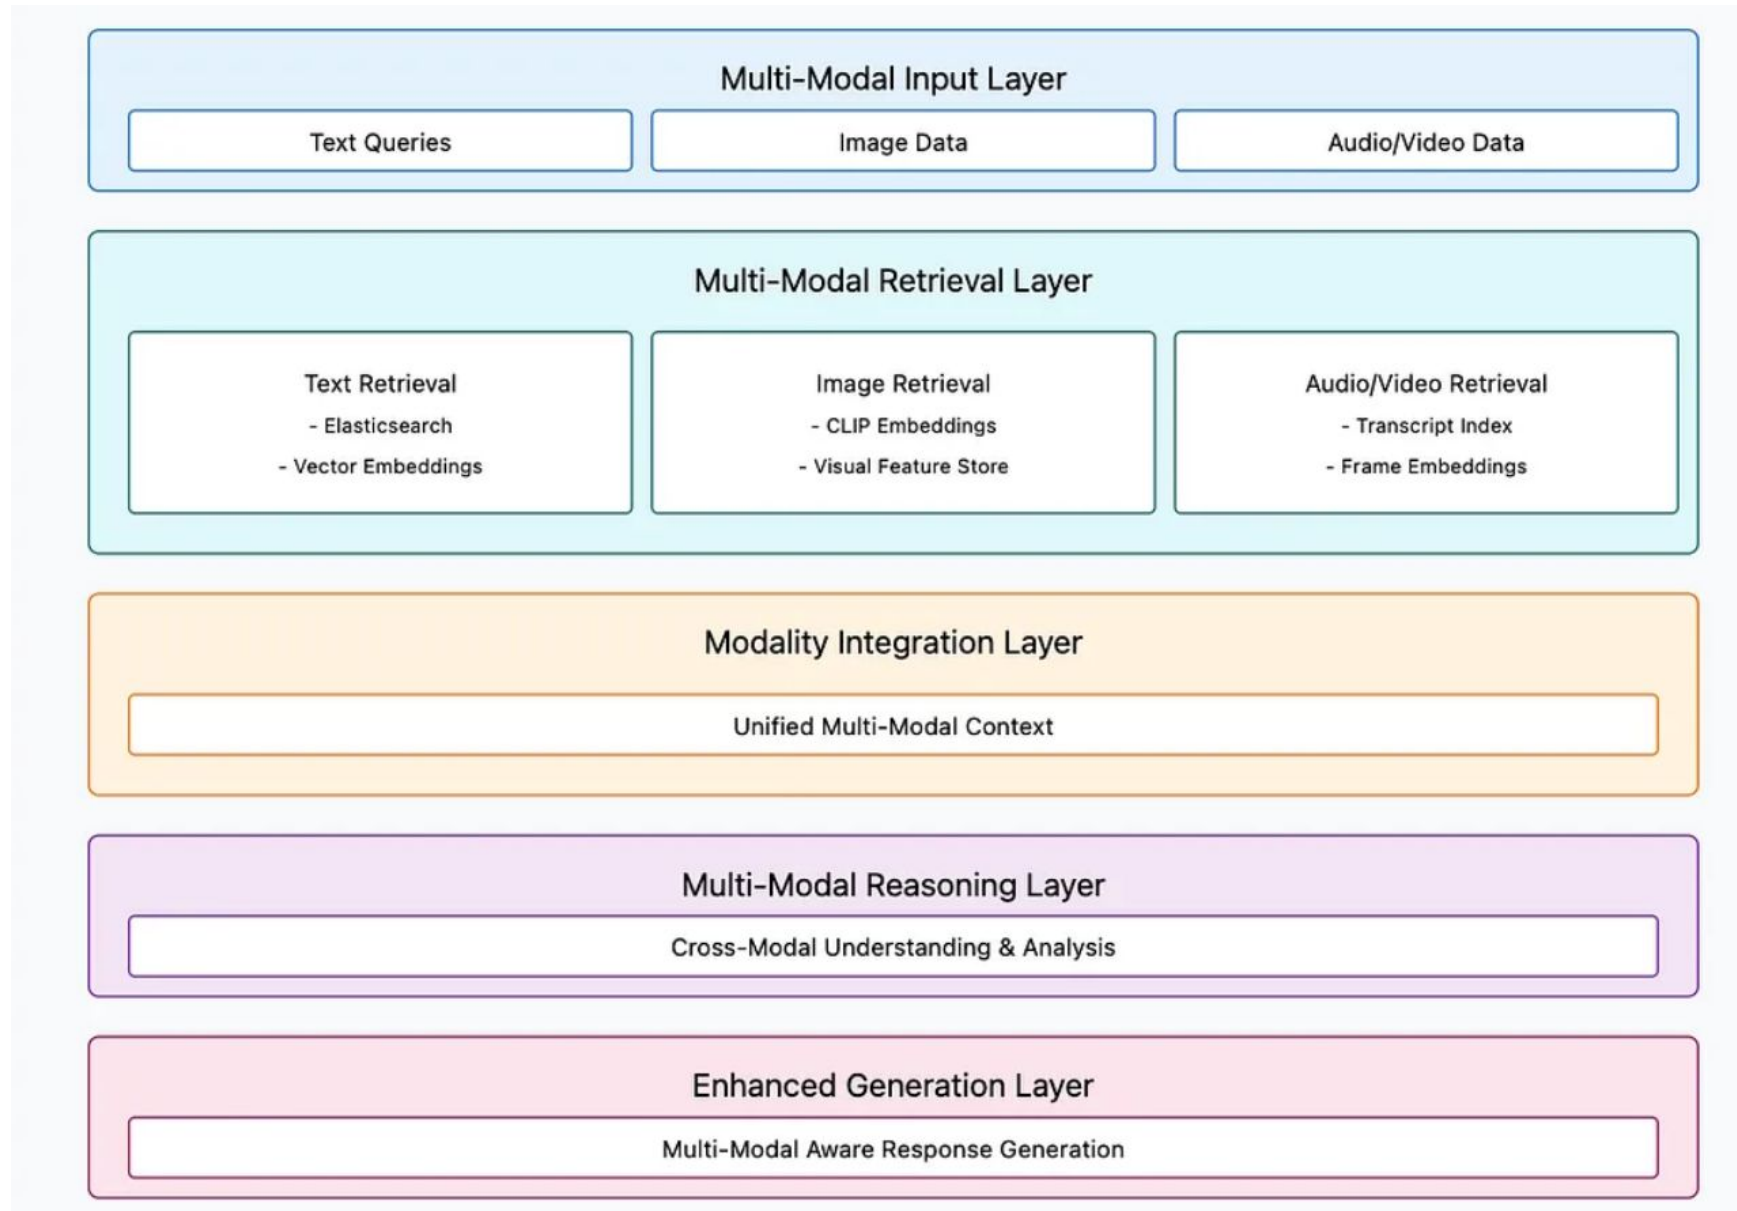 Multi-Modal Input Layer
Text Queries
Image Data
Audio/Video Data
Multi-Modal Retrieval Layer
Text Retrieval
- Elasticsearch
- Vector Embeddings
Image Retrieval
- CLIP Embeddings
- Visual Feature Store
Audio/Video Retrieval
- Transcript Index
- Frame Embeddings
Modality Integration Layer
Unified Multi-Modal Context
Multi-Modal Reasoning Layer
Cross-Modal Understanding & Analysis
Enhanced Generation Layer
Multi-Modal Aware Response Generation